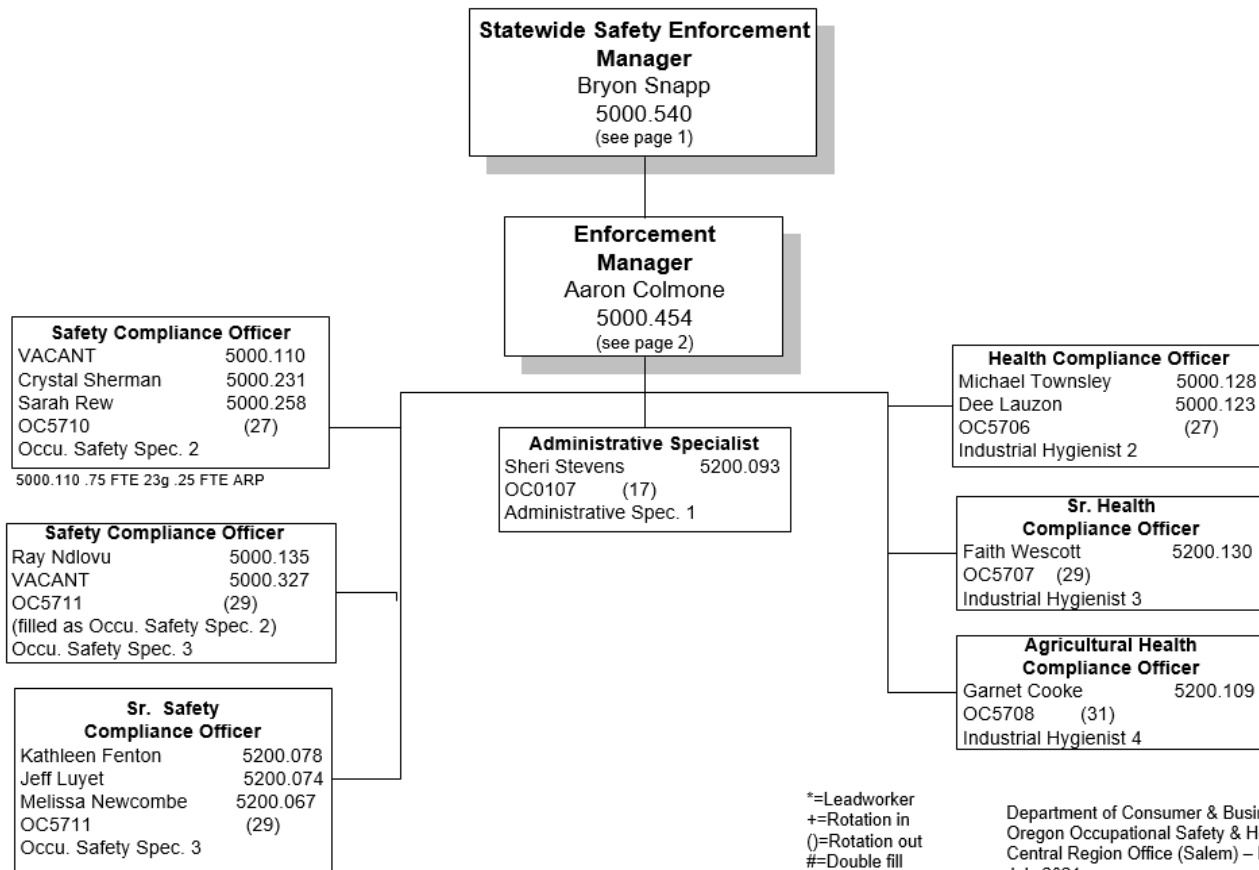 Statewide Safety Enforcement
Manager
Bryon Snapp
5000.540
(see page 1)
Enforcement
Manager
Aaron Colmone
5000.454
(see page 2)
Safety Compliance Officer
VACANT 5000.110
Crystal Sherman 5000.231
Sarah Rew 5000.258
OC5710 (27)
Occu. Safety Spec. 2
5000.110 .75 FTE 23g .25 FTE ARP
Safety Compliance Officer
Ray Ndlovu 5000.135
VACANT 5000.327
OC5711 (29)
(filled as Occu. Safety Spec. 2)
Occu. Safety Spec. 3
Sr. Safety
Compliance Officer
Kathleen Fenton 5200.078
Jeff Luyet 5200.074
Melissa Newcombe 5200.067
OC5711 (29)
Occu. Safety Spec. 3
Administrative Specialist
Sheri Stevens 5200.093
OC0107 (17)
Administrative Spec. 1
Health Compliance Officer
Michael Townsley 5000.128
Dee Lauzon 5000.123
OC5706 (27)
Industrial Hygienist 2
Sr. Health
Compliance Officer
Faith Wescott 5200.130
OC5707 (29)
Industrial Hygienist 3
Agricultural Health
Compliance Officer
Garnet Cooke 5200.109
OC5708 (31)
Industrial Hygienist 4
*=Leadworker
+=Rotation in
()=Rotation out
#=Double fill
Department of Consumer & Busin
Oregon Occupational Safety & H
Central Region Office (Salem) –